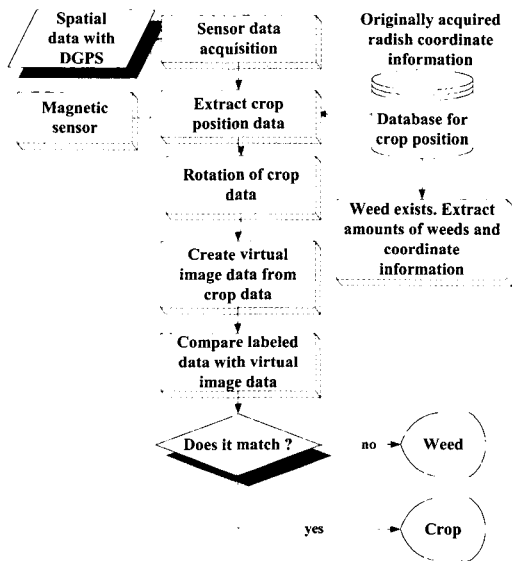 Spatial
data with
DGPS
Sensor data
acquisition
Originally acquired
radish coordinate
information
Magnetic
sensor
Extract crop
position data
Database for
crop position
Rotation of crop
data
Weed exists. Extract
amounts of weeds and
coordinate
information
Create virtual
image data from
crop data
Compare labeled
data with virtual
image data
Does it match ?
no
Weed
yes
Crop